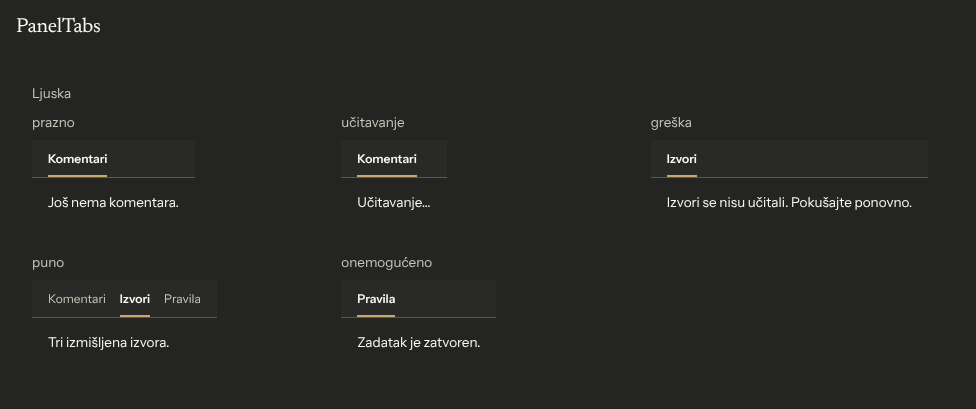 PanelTabs
Ljuska
prazno
Komentari
Još nema komentara.
učitavanje
Komentari
Učitavanje…
greška
Izvori
Izvori se nisu učitali. Pokušajte ponovno.
puno
Komentari Izvori Pravila
Tri izmišljena izvora.
onemogućeno
Pravila
Zadatak je zatvoren.